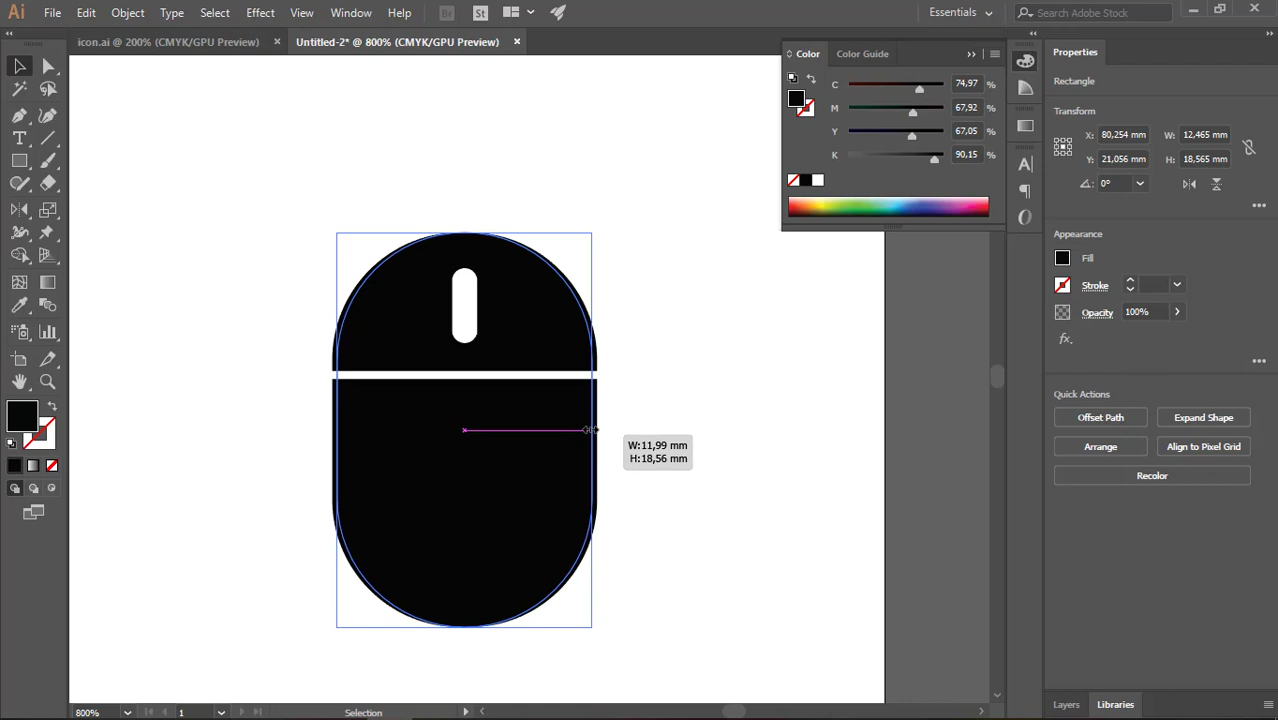 Ai File Edit Object Type Select Effect View Window Help Br St Essentials Search Adobe Stock
icon.ai @ 200% (CMYK/GPU Preview) × Untitled-2* @ 800% (CMYK/GPU Preview) ×
Color Color Guide
C 74,97 %
M 67,92 %
Y 67,05 %
K 90,15 %
Properties
Rectangle
Transform
X: 80,254 mm W: 12,465 mm
Y: 21,056 mm H: 18,565 mm
0°
Appearance
Fill
Stroke
Opacity 100%
fx.
Quick Actions
Offset Path Expand Shape
Arrange Align to Pixel Grid
Recolor
W:11,99 mm
H:18,56 mm
800% 1 Selection
Layers Libraries